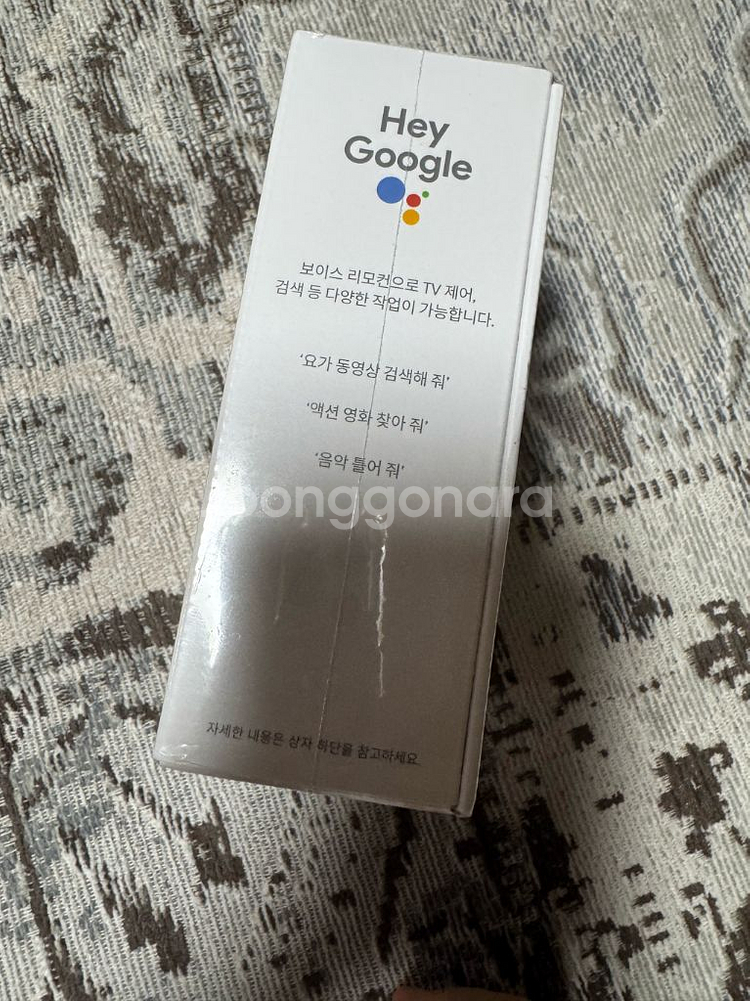 Hey
Google
보이스 리모컨으로 TV 제어,
검색 등 다양한 작업이 가능합니다.
‘요가 동영상 검색해 줘’
‘액션 영화 찾아 줘’
‘음악 틀어 줘’
joonggonara
자세한 내용은 상자 하단을 참고하세요.